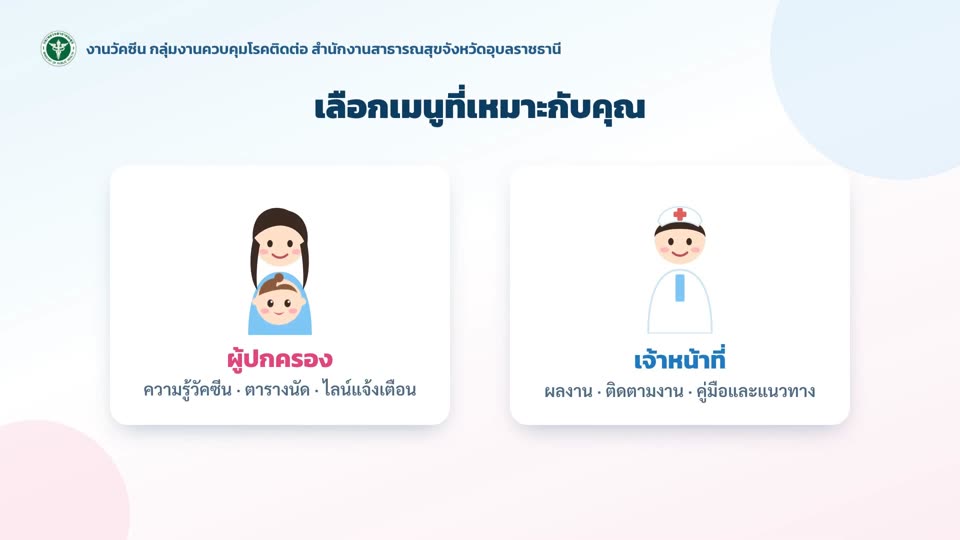 งานวัคซีน กลุ่มงานควบคุมโรคติดต่อ สำนักงานสาธารณสุขจังหวัดอุบลราชธานี
เลือกเมนูที่เหมาะกับคุณ
ผู้ปกครอง
ความรู้วัคซีน · ตารางนัด · ไลน์แจ้งเตือน
เจ้าหน้าที่
ผลงาน · ติดตามงาน · คู่มือและแนวทาง